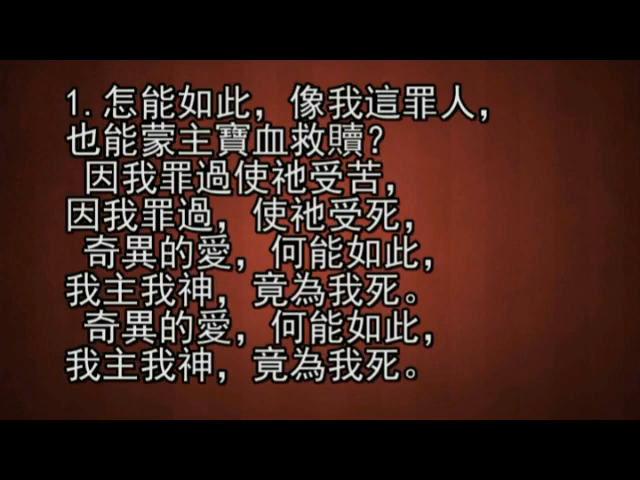 1.怎能如此，像我這罪人，
也能蒙主寶血救贖？
因我罪過使祂受苦，
因我罪過，使祂受死，
奇異的愛，何能如此，
我主我神，竟為我死。
奇異的愛，何能如此，
我主我神，竟為我死。